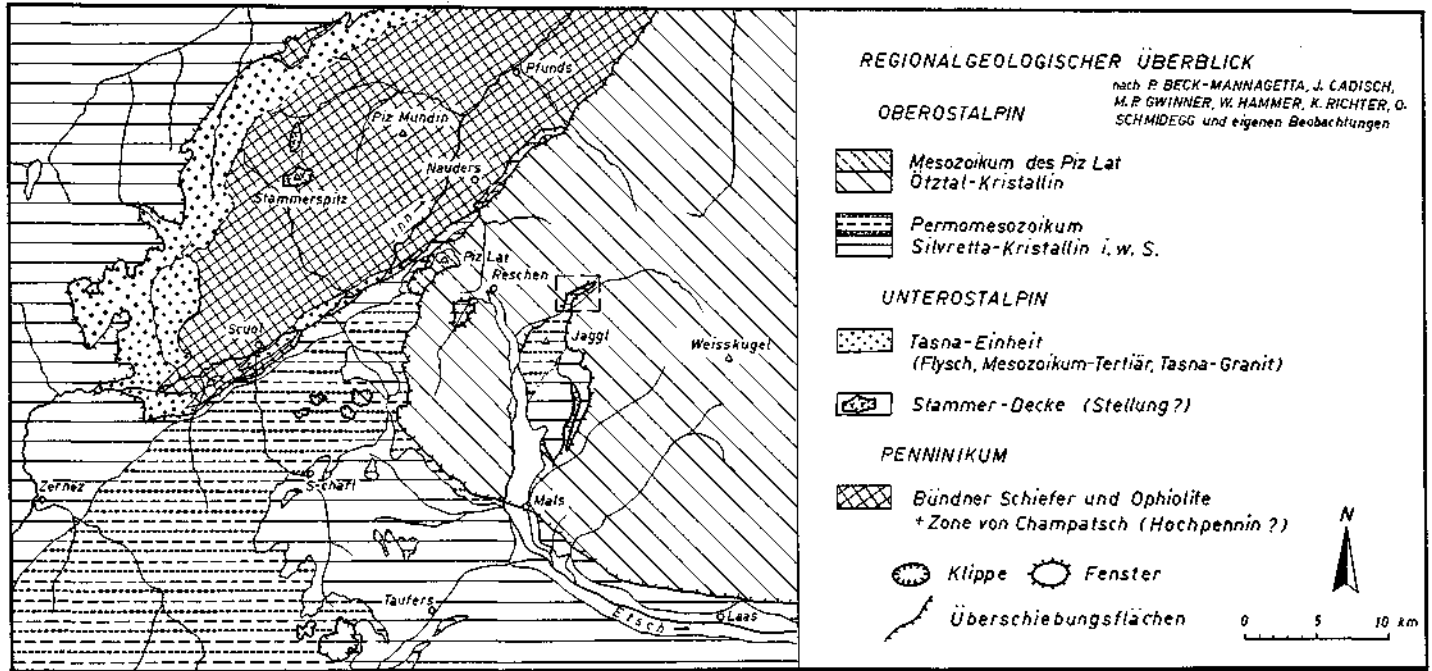 Pfunds
Piz Mundin
Nauders
Stammerspitz
Inn
Piz Lat
Reschen
Scuol
Jaggl
Weisskugel
S-charl
Zernez
Mals
Taufers
Etsch
Laas
REGIONALGEOLOGISCHER ÜBERBLICK
nach P. BECK-MANNAGETTA, J. CADISCH,
M.P. GWINNER, W. HAMMER, K. RICHTER, O.
SCHMIDEGG und eigenen Beobachtungen
OBEROSTALPIN
Mesozoikum des Piz Lat
Ötztal-Kristallin
Permomesozoikum
Silvretta-Kristallin i.w.S.
UNTEROSTALPIN
Tasna-Einheit
(Flysch, Mesozoikum-Tertiär, Tasna-Granit)
Stammer-Decke (Stellung?)
PENNINIKUM
Bündner Schiefer und Ophiolite
+ Zone von Champatsch (Hochpennin?)
Klippe Fenster
Überschiebungsflächen
N
0 5 10 km